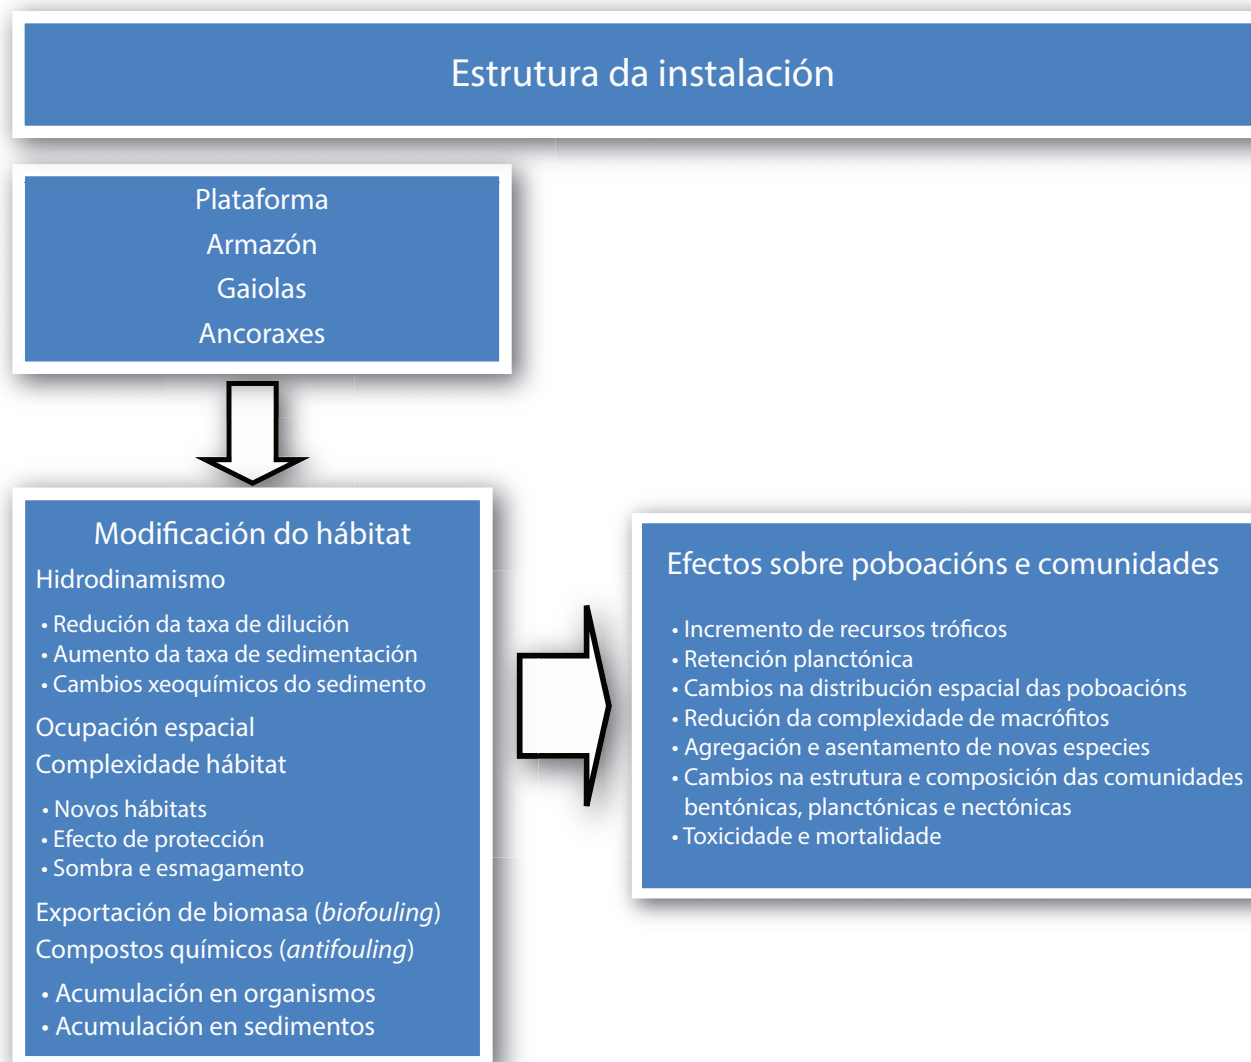 Estrutura da instalación
Plataforma
Armazón
Gaiolas
Ancoraxes
Modificación do hábitat
Hidrodinamismo
• Redución da taxa de dilución
• Aumento da taxa de sedimentación
• Cambios xeoquímicos do sedimento
Ocupación espacial
Complexidade hábitat
• Novos hábitats
• Efecto de protección
• Sombra e esmagamento
Exportación de biomasa (biofouling)
Compostos químicos (antifouling)
• Acumulación en organismos
• Acumulación en sedimentos
Efectos sobre poboacións e comunidades
• Incremento de recursos tróficos
• Retención planctónica
• Cambios na distribución espacial das poboacións
• Redución da complexidade de macrófitos
• Agregación e asentamento de novas especies
• Cambios na estrutura e composición das comunidades
bentónicas, planctónicas e nectónicas
• Toxicidade e mortalidade